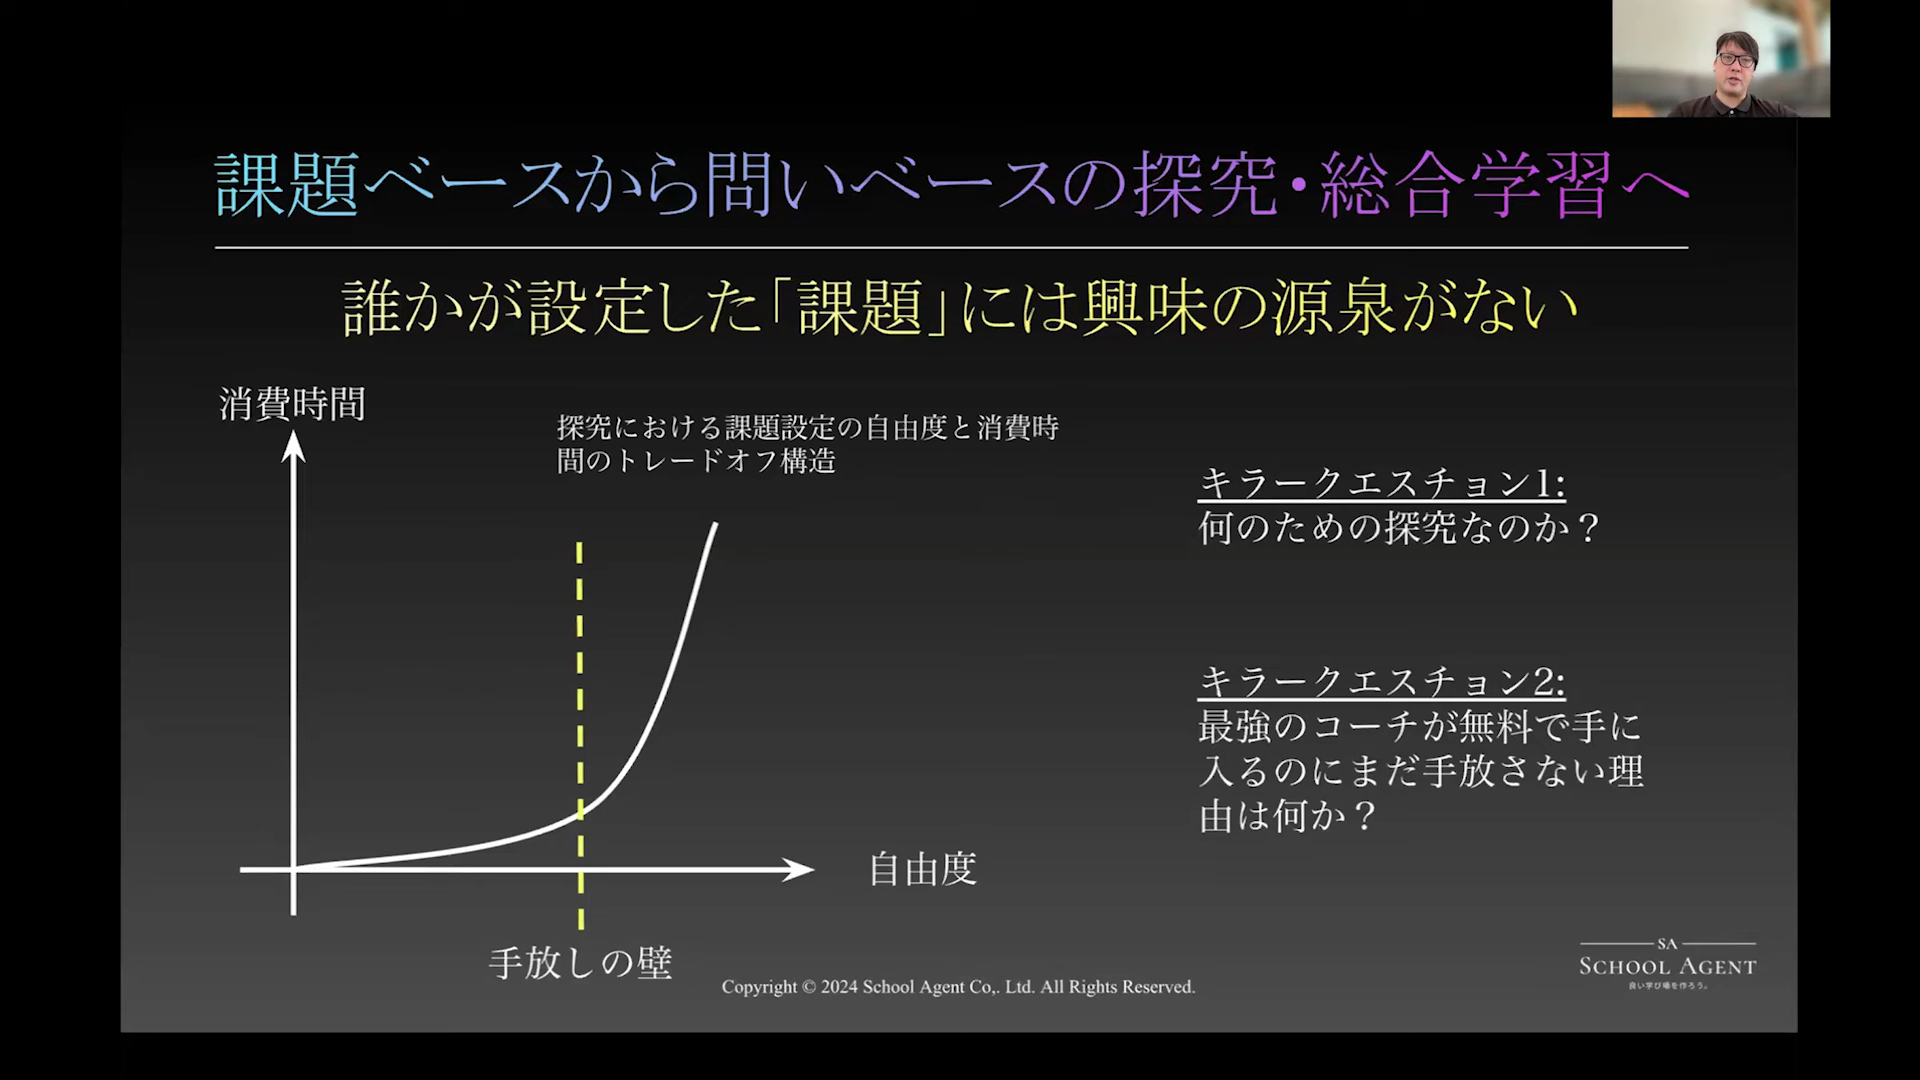 課題ベースから問いベースの探究・総合学習へ
誰かが設定した「課題」には興味の源泉がない
消費時間
探究における課題設定の自由度と消費時
間のトレードオフ構造
キラークエスチョン1:
何のための探究なのか？
キラークエスチョン2:
最強のコーチが無料で手に
入るのにまだ手放さない理
由は何か？
自由度
手放しの壁
Copyright © 2024 School Agent Co,. Ltd. All Rights Reserved.
SA
SCHOOL AGENT
良い学び場を作ろう。